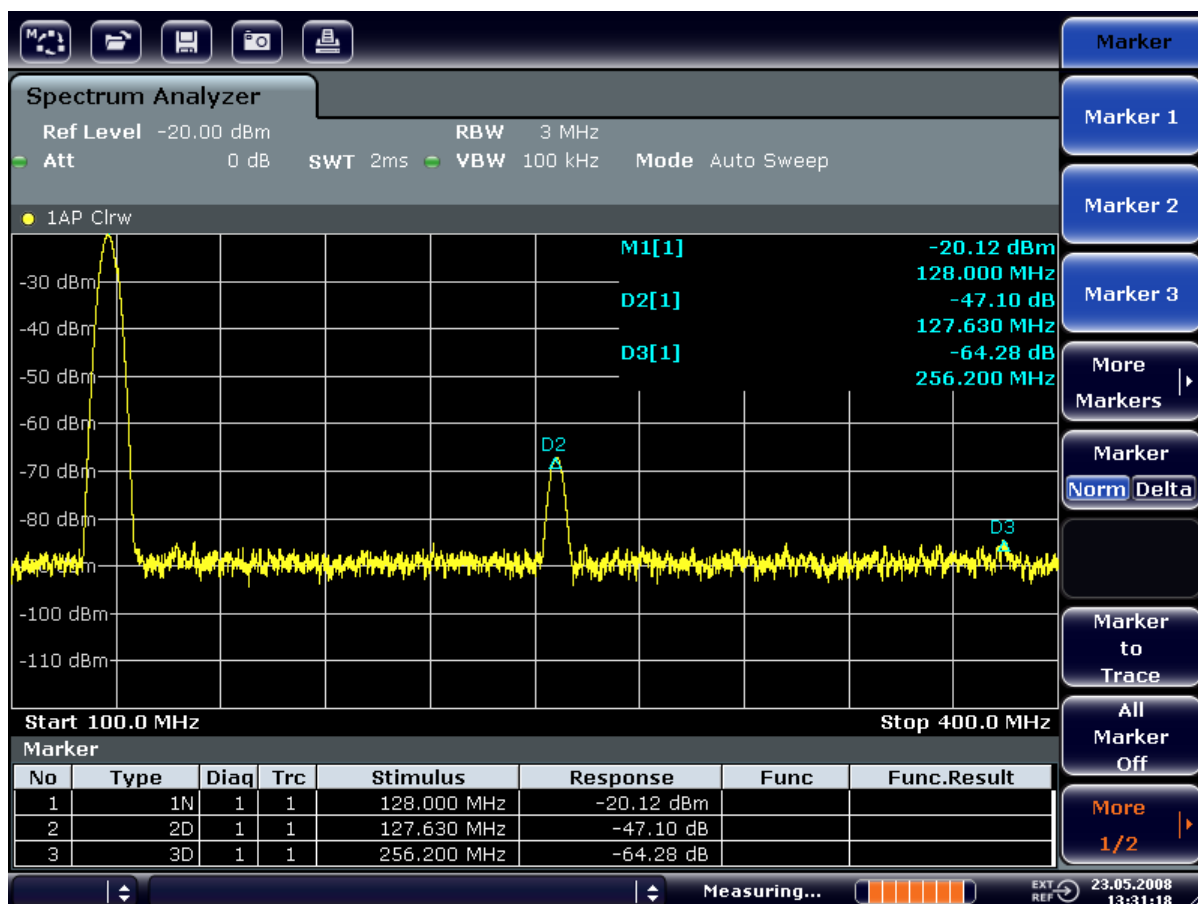 M
Marker
Spectrum Analyzer
Ref Level -20.00 dBm RBW 3 MHz
Att 0 dB SWT 2ms VBW 100 kHz Mode Auto Sweep
1AP Clrw
M1[1] -20.12 dBm
128.000 MHz
D2[1] -47.10 dB
127.630 MHz
D3[1] -64.28 dB
256.200 MHz
-30 dBm
-40 dBm
-50 dBm
-60 dBm
-70 dBm
-80 dBm
-100 dBm
-110 dBm
D2
D3
Start 100.0 MHz Stop 400.0 MHz
Marker
No Type Diaq Trc Stimulus Response Func Func.Result
1 1N 1 1 128.000 MHz -20.12 dBm
2 2D 1 1 127.630 MHz -47.10 dB
3 3D 1 1 256.200 MHz -64.28 dB
Marker 1
Marker 2
Marker 3
More
Markers
Marker
Norm Delta
Marker
to
Trace
All
Marker
Off
More
1/2
Measuring... EXT REF 23.05.2008
13:31:18